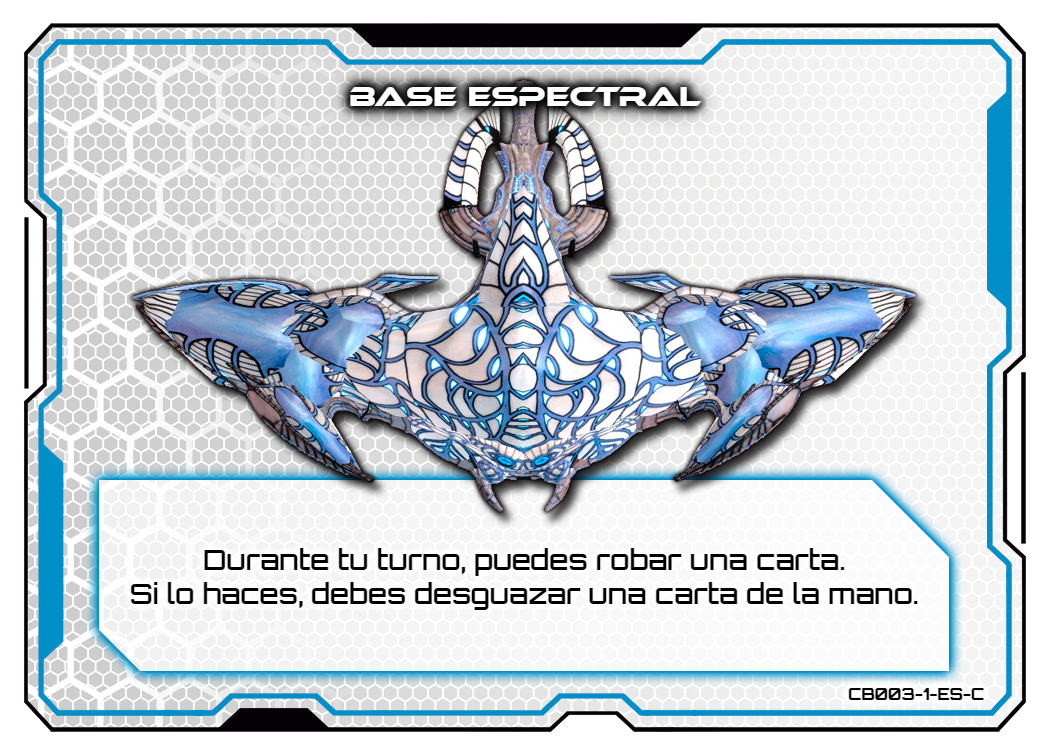 BASE ESPECTRAL
Durante tu turno, puedes robar una carta.
Si lo haces, debes desguazar una carta de la mano.
CB003-1-ES-C